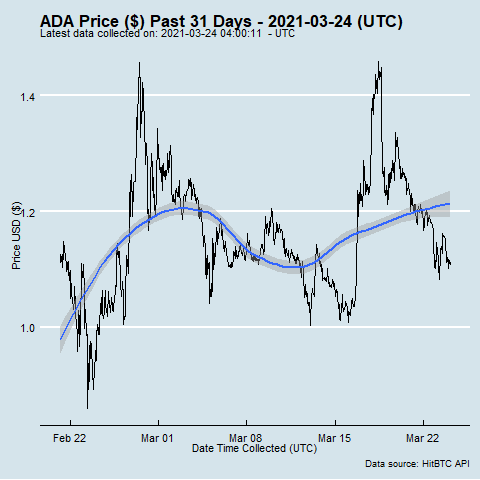 ADA Price ($) Past 31 Days - 2021-03-24 (UTC)
Latest data collected on: 2021-03-24 04:00:11 - UTC
1.4
1.2
1.0
Price USD ($)
Feb 22 Mar 01 Mar 08 Mar 15 Mar 22
Date Time Collected (UTC)
Data source: HitBTC API